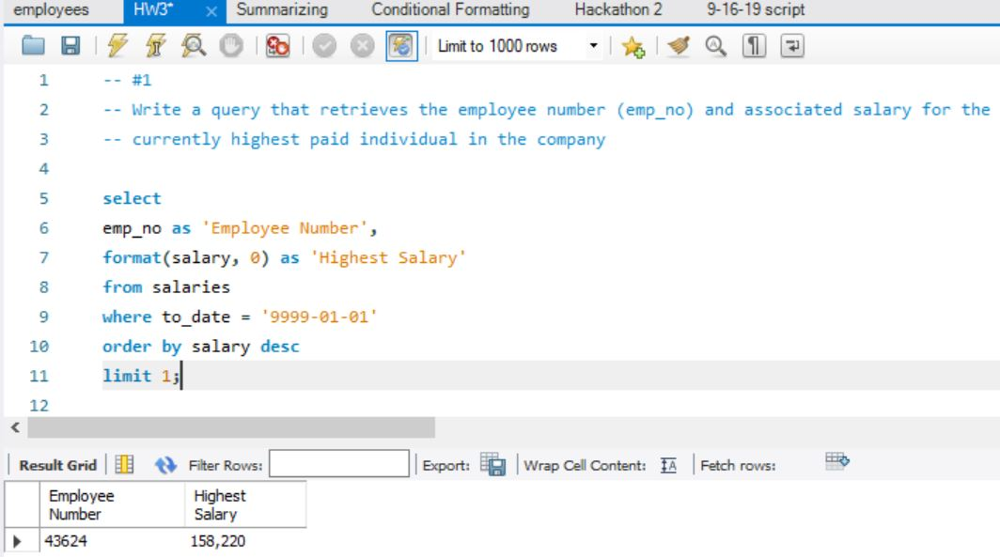 employees HW3* × Summarizing Conditional Formatting Hackathon 2 9-16-19 script
Limit to 1000 rows
1 -- #1
2 -- Write a query that retrieves the employee number (emp_no) and associated salary for the
3 -- currently highest paid individual in the company
4
5 select
6 emp_no as 'Employee Number',
7 format(salary, 0) as 'Highest Salary'
8 from salaries
9 where to_date = '9999-01-01'
10 order by salary desc
11 limit 1;
12
Result Grid Filter Rows: Export: Wrap Cell Content: IA Fetch rows:
Employee Highest
Number Salary
43624 158,220